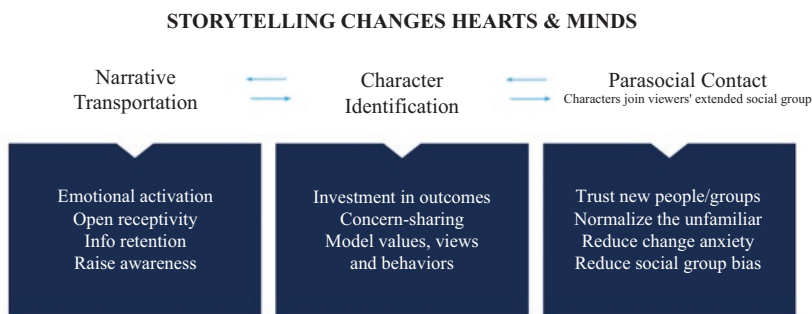 STORYTELLING CHANGES HEARTS & MINDS
Narrative
Transportation
Character
Identification
Parasocial Contact
Characters join viewers' extended social group
Emotional activation
Open receptivity
Info retention
Raise awareness
Investment in outcomes
Concern-sharing
Model values, views
and behaviors
Trust new people/groups
Normalize the unfamiliar
Reduce change anxiety
Reduce social group bias